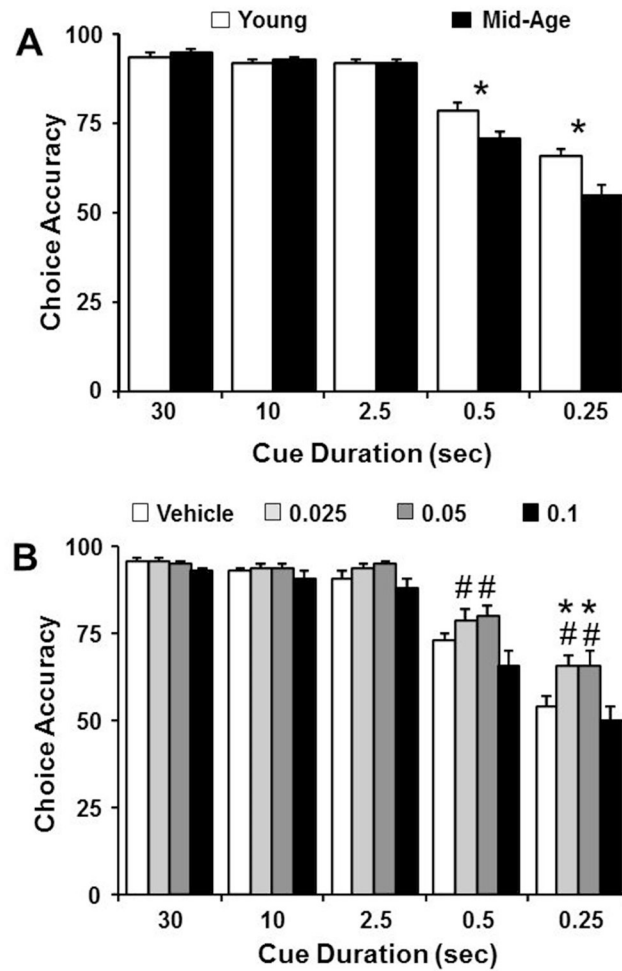 A
Young Mid-Age
100
75
50
25
0
Choice Accuracy
* *
30 10 2.5 0.5 0.25
Cue Duration (sec)
B
Vehicle 0.025 0.05 0.1
100
75
50
25
0
Choice Accuracy
* *
# # # #
30 10 2.5 0.5 0.25
Cue Duration (sec)